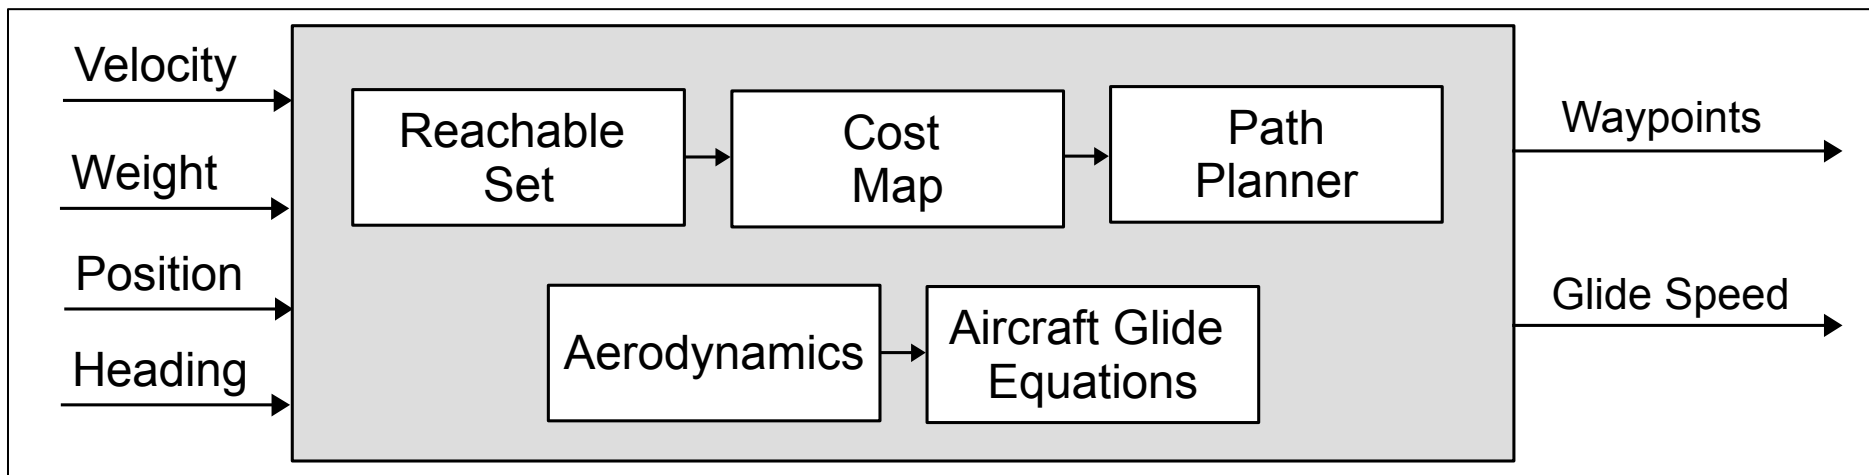 Velocity
Weight
Position
Heading
Reachable
Set
Cost
Map
Path
Planner
Aerodynamics
Aircraft Glide
Equations
Waypoints
Glide Speed